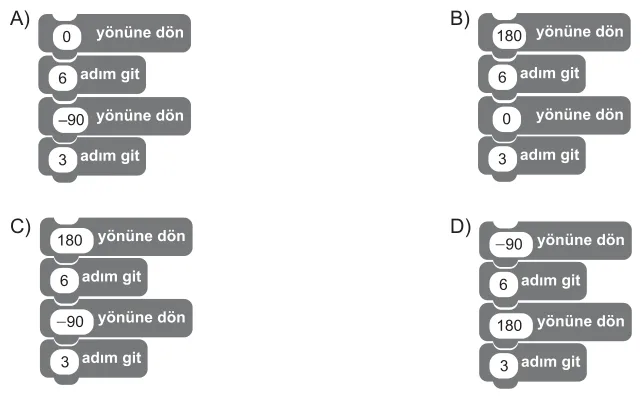 A)
0 yönüne dön
6 adım git
–90 yönüne dön
3 adım git
B)
180 yönüne dön
6 adım git
0 yönüne dön
3 adım git
C)
180 yönüne dön
6 adım git
–90 yönüne dön
3 adım git
D)
–90 yönüne dön
6 adım git
180 yönüne dön
3 adım git